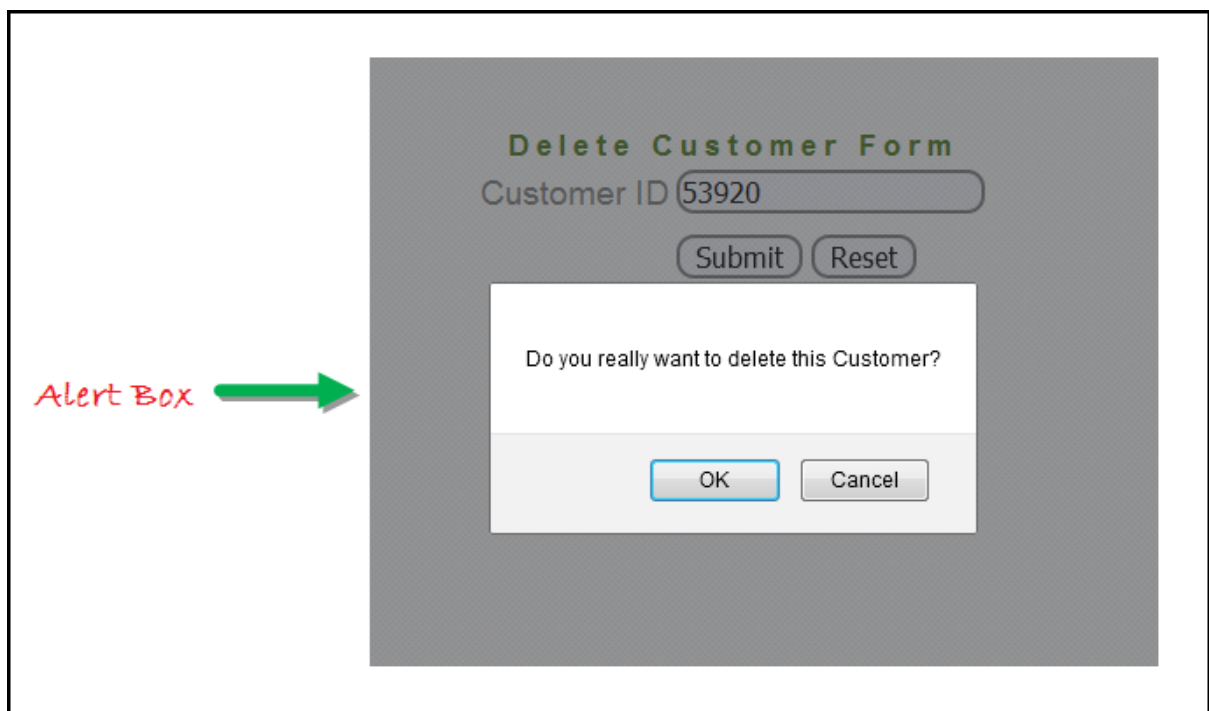 Delete Customer Form
Customer ID 53920
Submit Reset
Do you really want to delete this Customer?
Alert Box
OK Cancel